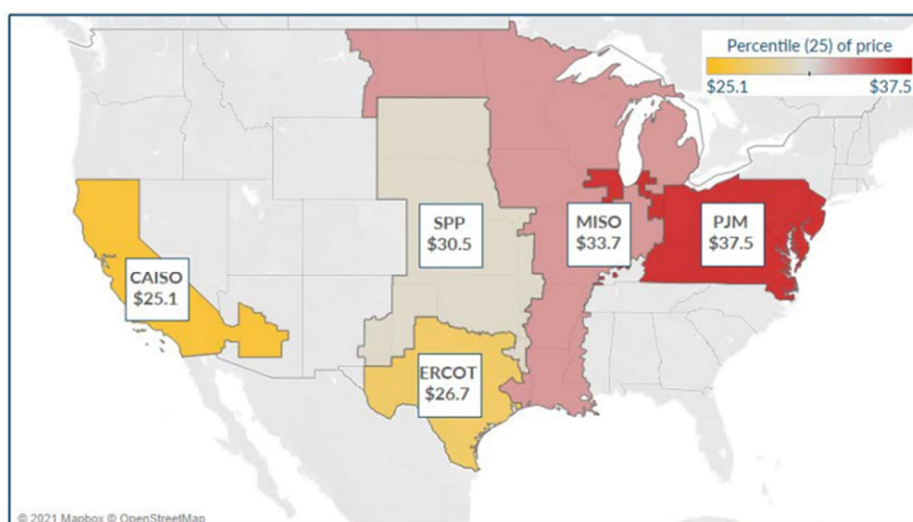 Percentile (25) of price
$25.1 $37.5
SPP
$30.5
MISO
$33.7
PJM
$37.5
CAISO
$25.1
ERCOT
$26.7
© 2021 Mapbox © OpenStreetMap